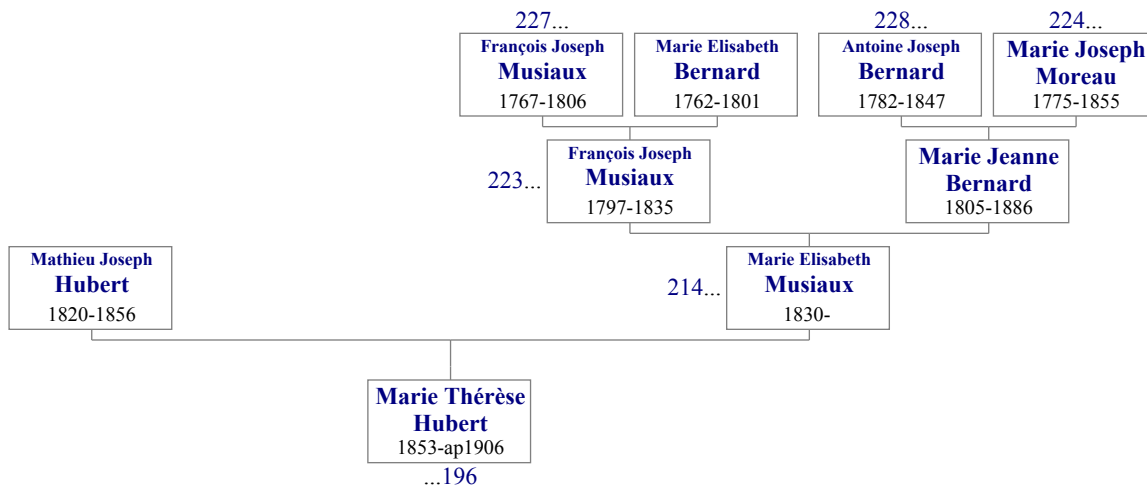 227...
228...
224...
François Joseph
Musiaux
1767-1806
Marie Elisabeth
Bernard
1762-1801
Antoine Joseph
Bernard
1782-1847
Marie Joseph
Moreau
1775-1855
223...
François Joseph
Musiaux
1797-1835
Marie Jeanne
Bernard
1805-1886
Mathieu Joseph
Hubert
1820-1856
214...
Marie Elisabeth
Musiaux
1830-
Marie Thérèse
Hubert
1853-ap1906
...196